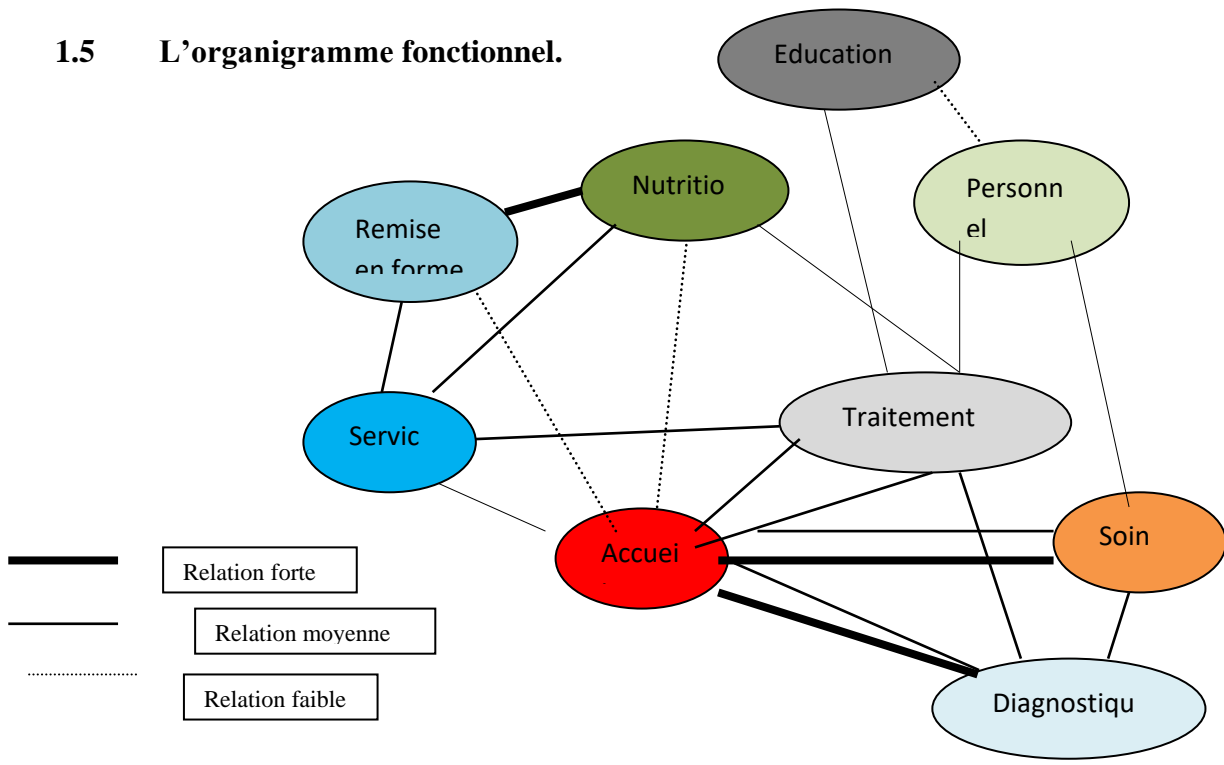 1.5 L'organigramme fonctionnel.
Education
Nutritio
Personn
el
Remise
en forme
Traitement
Servic
Soin
Accuei
Diagnostiqu
Relation forte
Relation moyenne
Relation faible